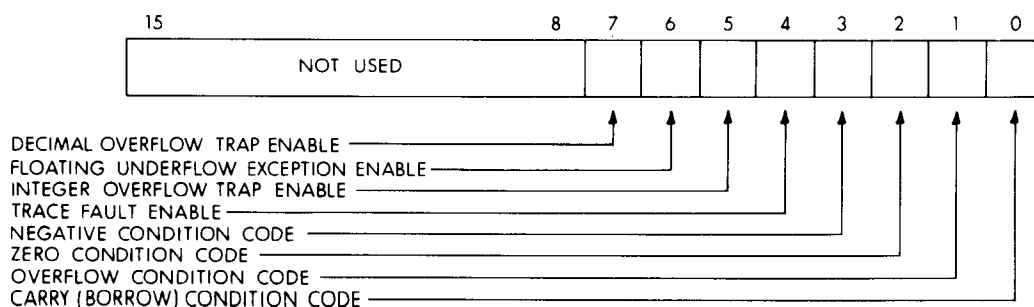 15 8 7 6 5 4 3 2 1 0
NOT USED
DECIMAL OVERFLOW TRAP ENABLE
FLOATING UNDERFLOW EXCEPTION ENABLE
INTEGER OVERFLOW TRAP ENABLE
TRACE FAULT ENABLE
NEGATIVE CONDITION CODE
ZERO CONDITION CODE
OVERFLOW CONDITION CODE
CARRY (BORROW) CONDITION CODE